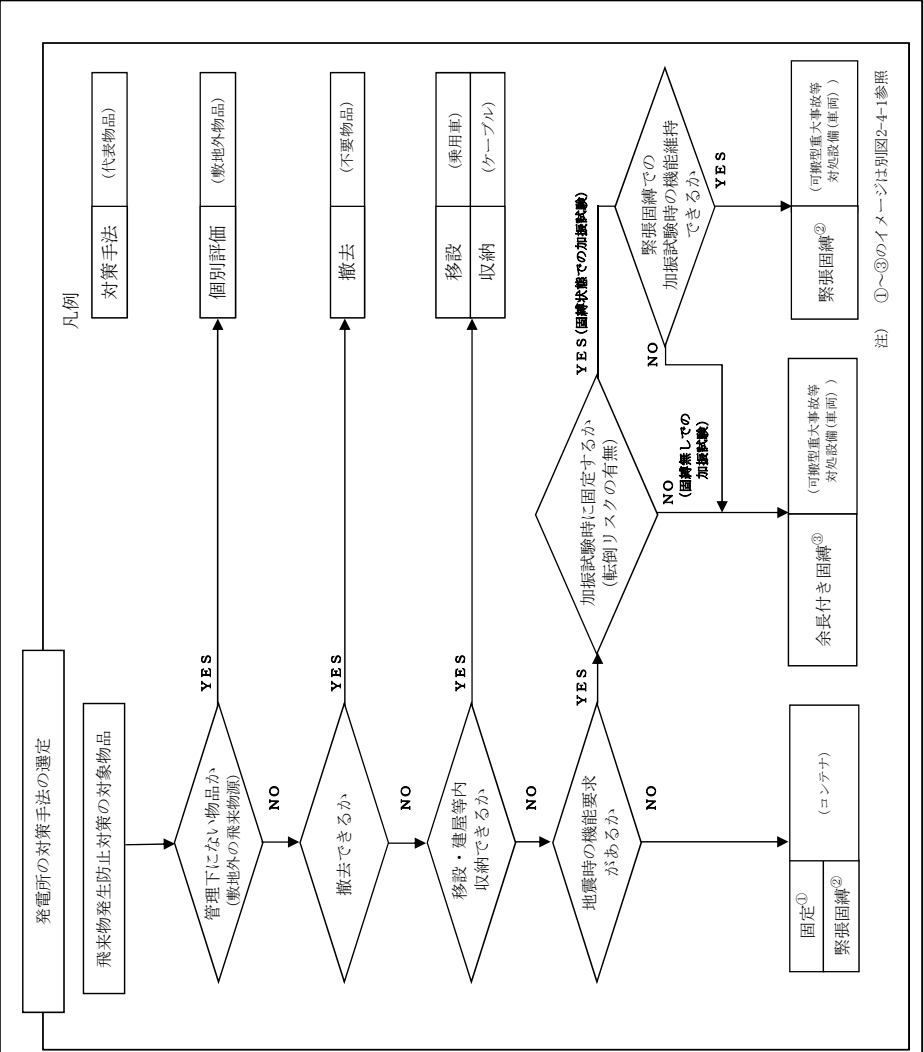 発電所の対策手法の選定
飛来物発生防止対策の対象物品
凡例
対策手法
(代表物品)
管理下にない物品か
(敷地外の飛来物源)
YES
個別評価
(敷地外物品)
NO
撤去できるか
YES
撤去
(不要物品)
NO
移設・建屋等内
収納できるか
YES
移設
(乗用車)
収納
(ケーブル)
NO
地震時の機能要求
があるか
YES
加振試験時に固定するか
(転倒リスクの有無)
YES(固縛状態での加振試験)
緊張固縛での
加振試験時の機能維持
できるか
NO
NO
(固縛無しでの
加振試験)
NO
YES
固定①
緊張固縛②
(コンテナ)
余長付き固縛③
(可搬型重大事故等
対処設備(車両))
緊張固縛②
(可搬型重大事故等
対処設備(車両))
注) ①~③のイメージは別図2-4-1参照